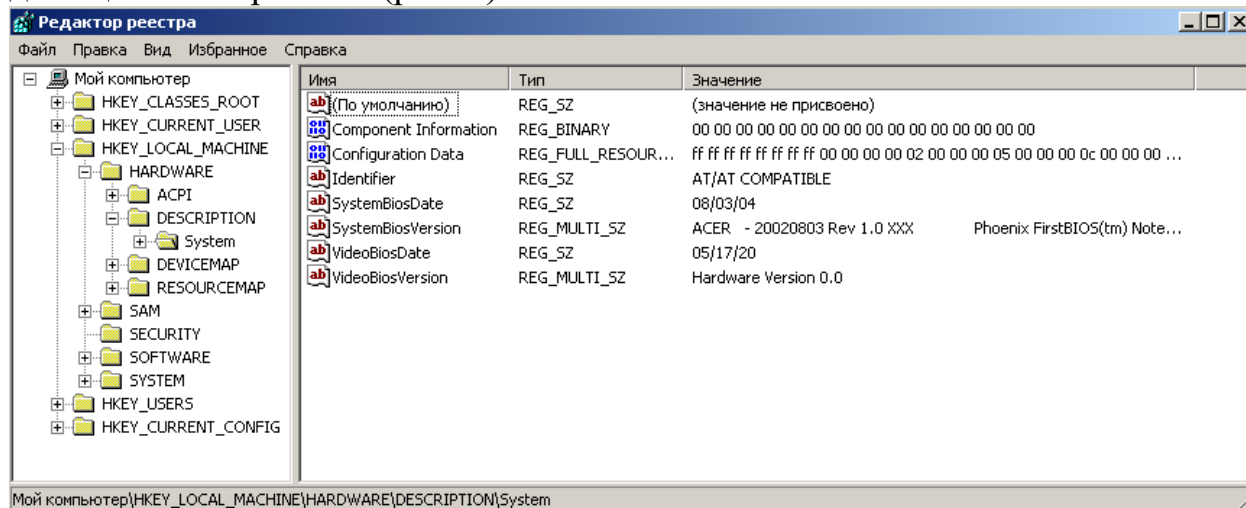 Редактор реестра
Файл Правка Вид Избранное Справка
Мой компьютер
HKEY_CLASSES_ROOT
HKEY_CURRENT_USER
HKEY_LOCAL_MACHINE
HARDWARE
ACPI
DESCRIPTION
System
DEVICEMAP
RESOURCEMAP
SAM
SECURITY
SOFTWARE
SYSTEM
HKEY_USERS
HKEY_CURRENT_CONFIG
Имя Тип Значение
(По умолчанию) REG_SZ (значение не присвоено)
Component Information REG_BINARY 00 00 00 00 00 00 00 00 00 00 00 00 00 00 00 00
Configuration Data REG_FULL_RESOUR... ff ff ff ff ff ff ff ff 00 00 00 00 02 00 00 00 05 00 00 00 0c 00 00 00 ...
Identifier REG_SZ AT/AT COMPATIBLE
SystemBiosDate REG_SZ 08/03/04
SystemBiosVersion REG_MULTI_SZ ACER - 20020803 Rev 1.0 XXX Phoenix FirstBIOS(tm) Note...
VideoBiosDate REG_SZ 05/17/20
VideoBiosVersion REG_MULTI_SZ Hardware Version 0.0
Мой компьютер\HKEY_LOCAL_MACHINE\HARDWARE\DESCRIPTION\System